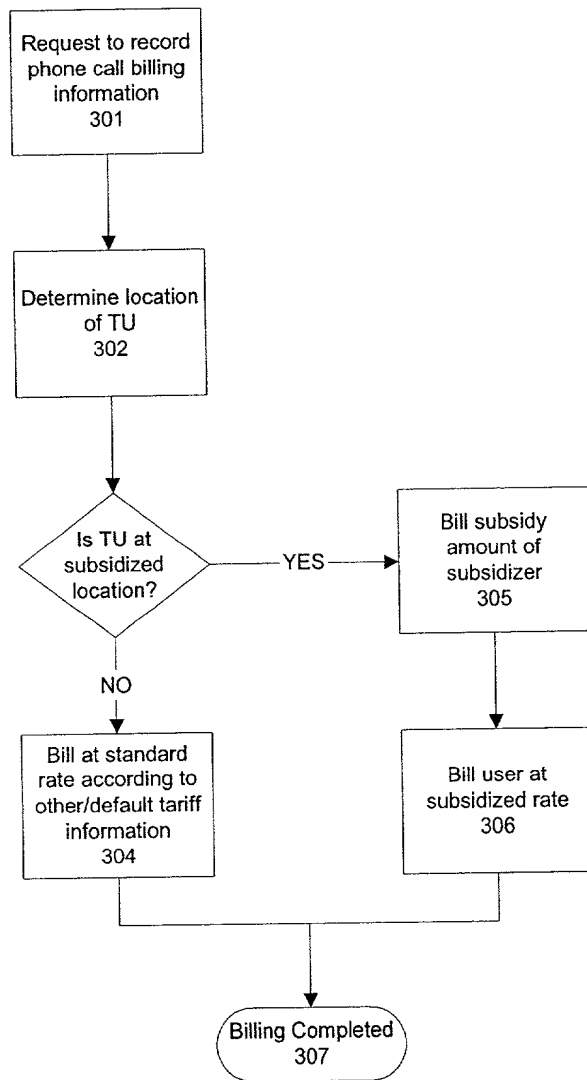 Request to record
phone call billing
information
301
Determine location
of TU
302
Is TU at
subsidized
location?
YES
NO
Bill subsidy
amount of
subsidizer
305
Bill at standard
rate according to
other/default tariff
information
304
Bill user at
subsidized rate
306
Billing Completed
307